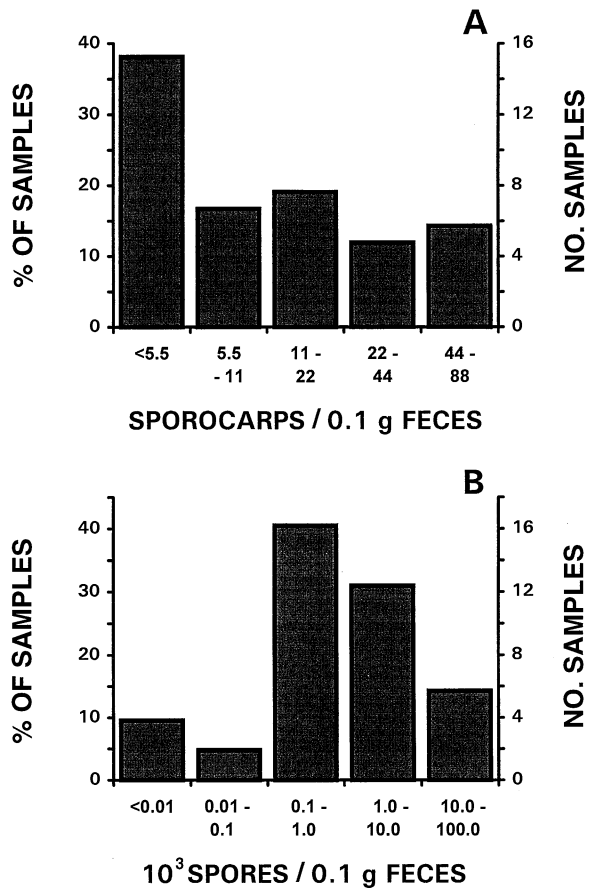 A
40
30
20
10
0
% OF SAMPLES
16
12
8
4
0
NO. SAMPLES
<5.5 5.5 11 - 22 - 44 -
- 11 22 44 88
SPOROCARPS / 0.1 g FECES
B
40
30
20
10
0
% OF SAMPLES
16
12
8
4
0
NO. SAMPLES
<0.01 0.01 - 0.1 - 1.0 - 10.0 -
0.1 1.0 10.0 100.0
10³ SPORES / 0.1 g FECES